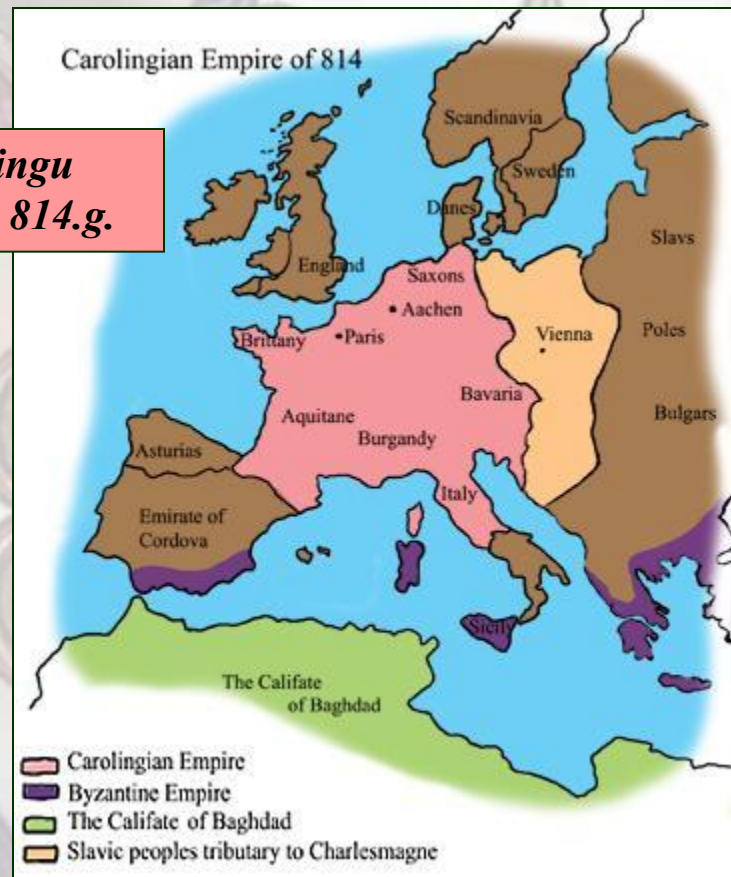 Carolingian Empire of 814
ingu
814.g.
Scandinavia
Sweden
Danes
Slavs
England
Saxons
Aachen
Brittany
Paris
Vienna
Poles
Bavaria
Aquitane
Burgandy
Bulgars
Asturias
Italy
Emirate of
Cordova
Sicily
The Califate
of Baghdad
Carolingian Empire
Byzantine Empire
The Califate of Baghdad
Slavic peoples tributary to Charlesmagne